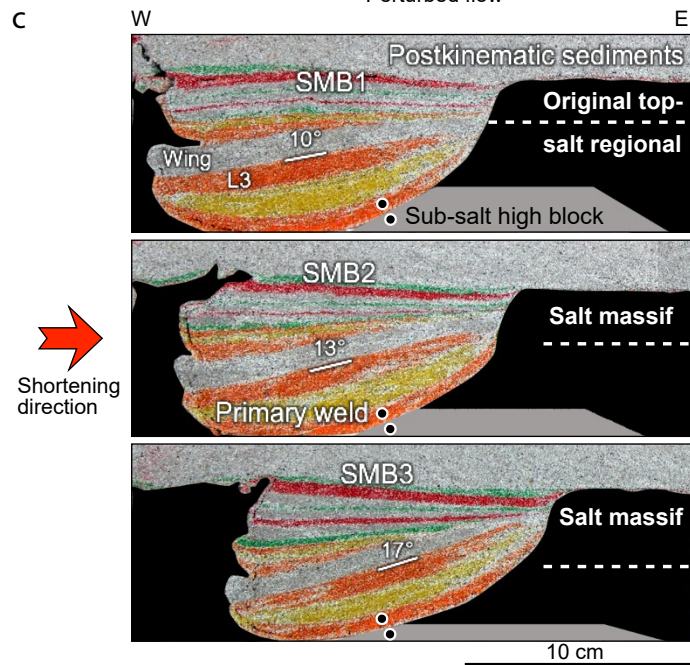 Perturbed flow
C
W
E
Postkinematic sediments
SMB1
Original top-
salt regional
10°
Wing
L3
Sub-salt high block
SMB2
Salt massif
13°
Shortening
direction
Primary weld
SMB3
Salt massif
17°
10 cm